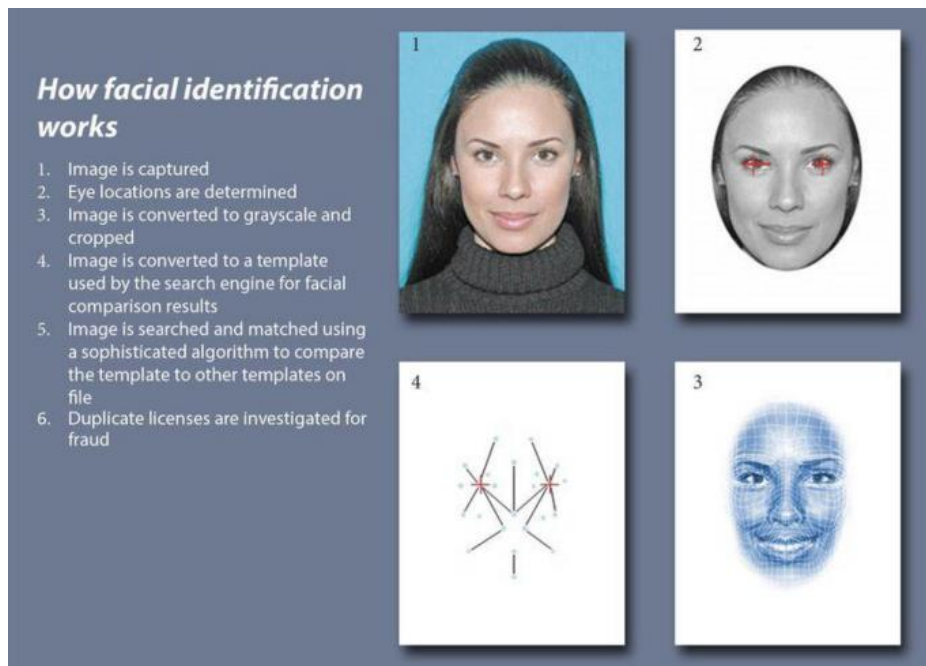 How facial identification
works
1. Image is captured
2. Eye locations are determined
3. Image is converted to grayscale and
cropped
4. Image is converted to a template
used by the search engine for facial
comparison results
5. Image is searched and matched using
a sophisticated algorithm to compare
the template to other templates on
file
6. Duplicate licenses are investigated for
fraud
1
2
4
3